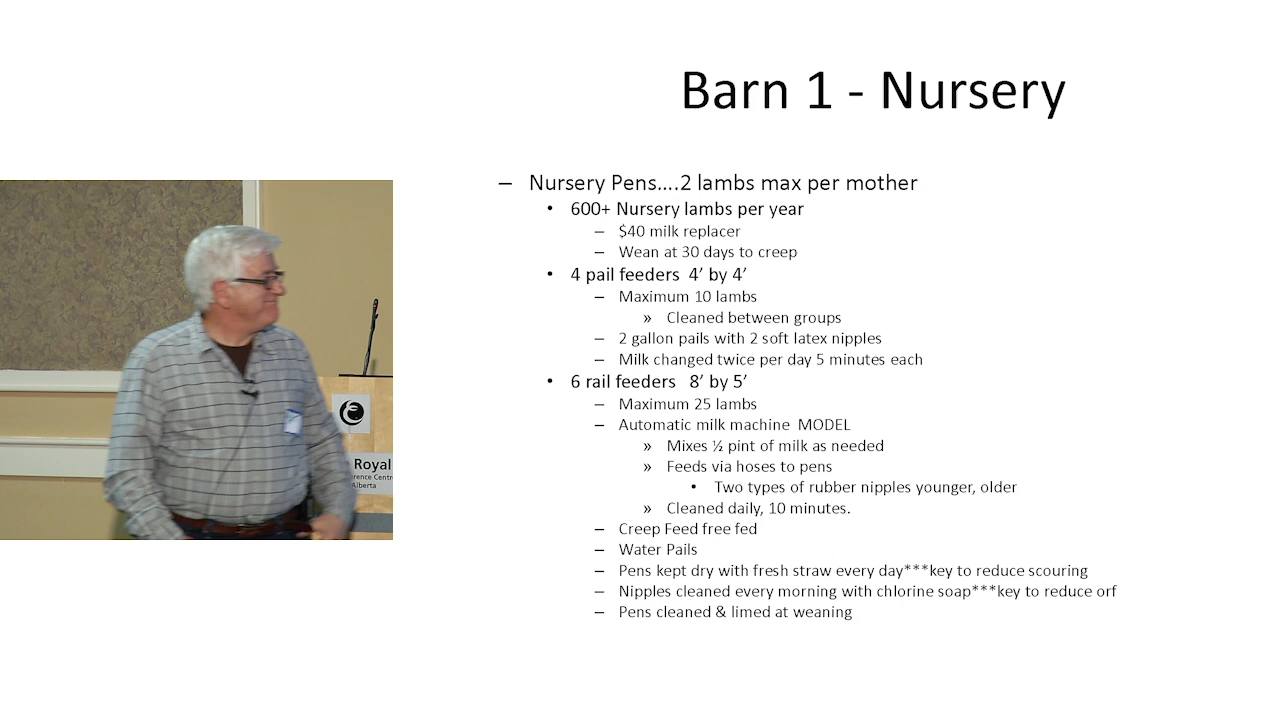 Barn 1 - Nursery
– Nursery Pens....2 lambs max per mother
• 600+ Nursery lambs per year
– $40 milk replacer
– Wean at 30 days to creep
• 4 pail feeders 4’ by 4’
– Maximum 10 lambs
» Cleaned between groups
– 2 gallon pails with 2 soft latex nipples
– Milk changed twice per day 5 minutes each
• 6 rail feeders 8’ by 5’
– Maximum 25 lambs
– Automatic milk machine MODEL
» Mixes ½ pint of milk as needed
» Feeds via hoses to pens
• Two types of rubber nipples younger, older
» Cleaned daily, 10 minutes.
– Creep Feed free fed
– Water Pails
– Pens kept dry with fresh straw every day***key to reduce scouring
– Nipples cleaned every morning with chlorine soap***key to reduce orf
– Pens cleaned & limed at weaning
Royal
rence Centr
Alberta